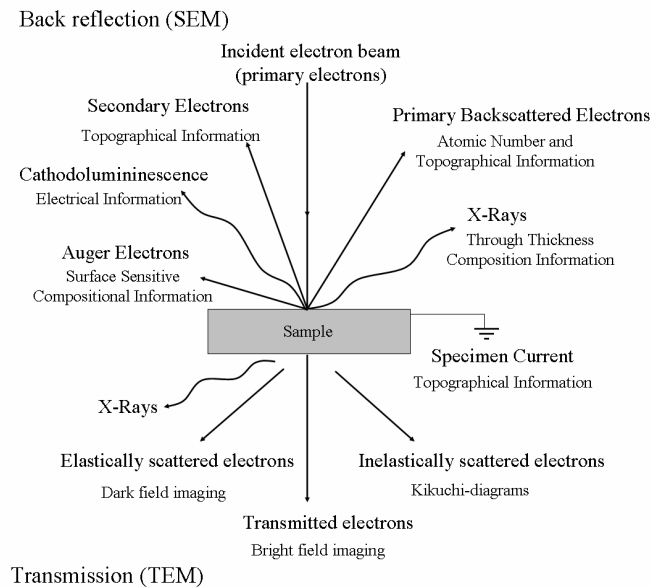 Back reflection (SEM)
Incident electron beam
(primary electrons)
Secondary Electrons
Topographical Information
Primary Backscattered Electrons
Atomic Number and
Topographical Information
Cathodolumininescence
Electrical Information
X-Rays
Through Thickness
Composition Information
Auger Electrons
Surface Sensitive
Compositional Information
Sample
Specimen Current
Topographical Information
X-Rays
Elastically scattered electrons
Dark field imaging
Inelastically scattered electrons
Kikuchi-diagrams
Transmitted electrons
Bright field imaging
Transmission (TEM)